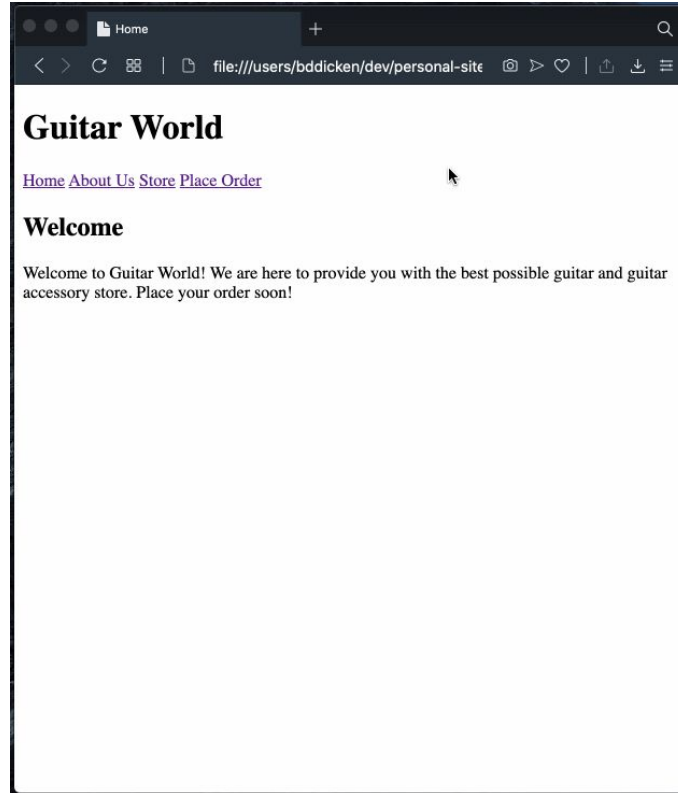 Home
file:///users/bddicken/dev/personal-site
Guitar World
Home About Us Store Place Order
Welcome
Welcome to Guitar World! We are here to provide you with the best possible guitar and guitar
accessory store. Place your order soon!